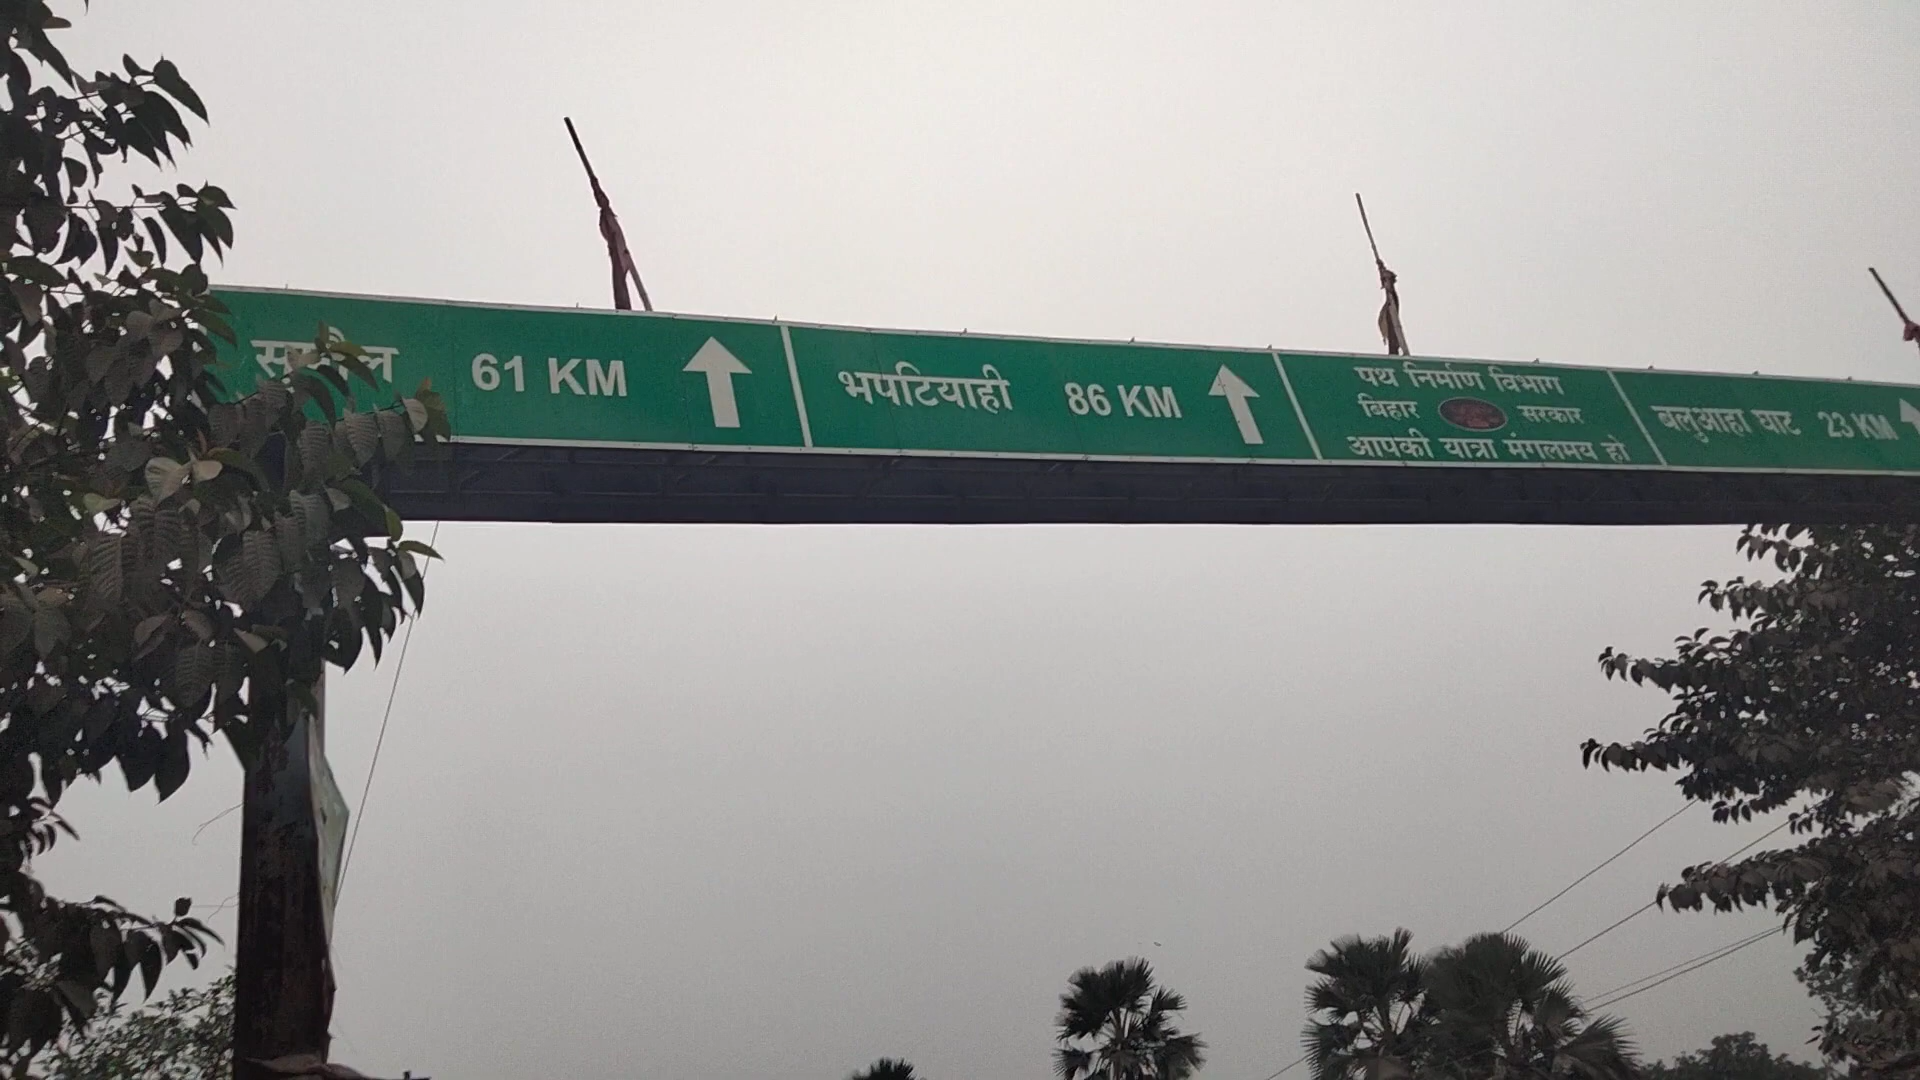 61 KM
भपटियाही 86 KM
पथ निर्माण विभाग
बिहार सरकार
आपकी यात्रा मंगलमय हो
बलुआहा घाट 23 KM